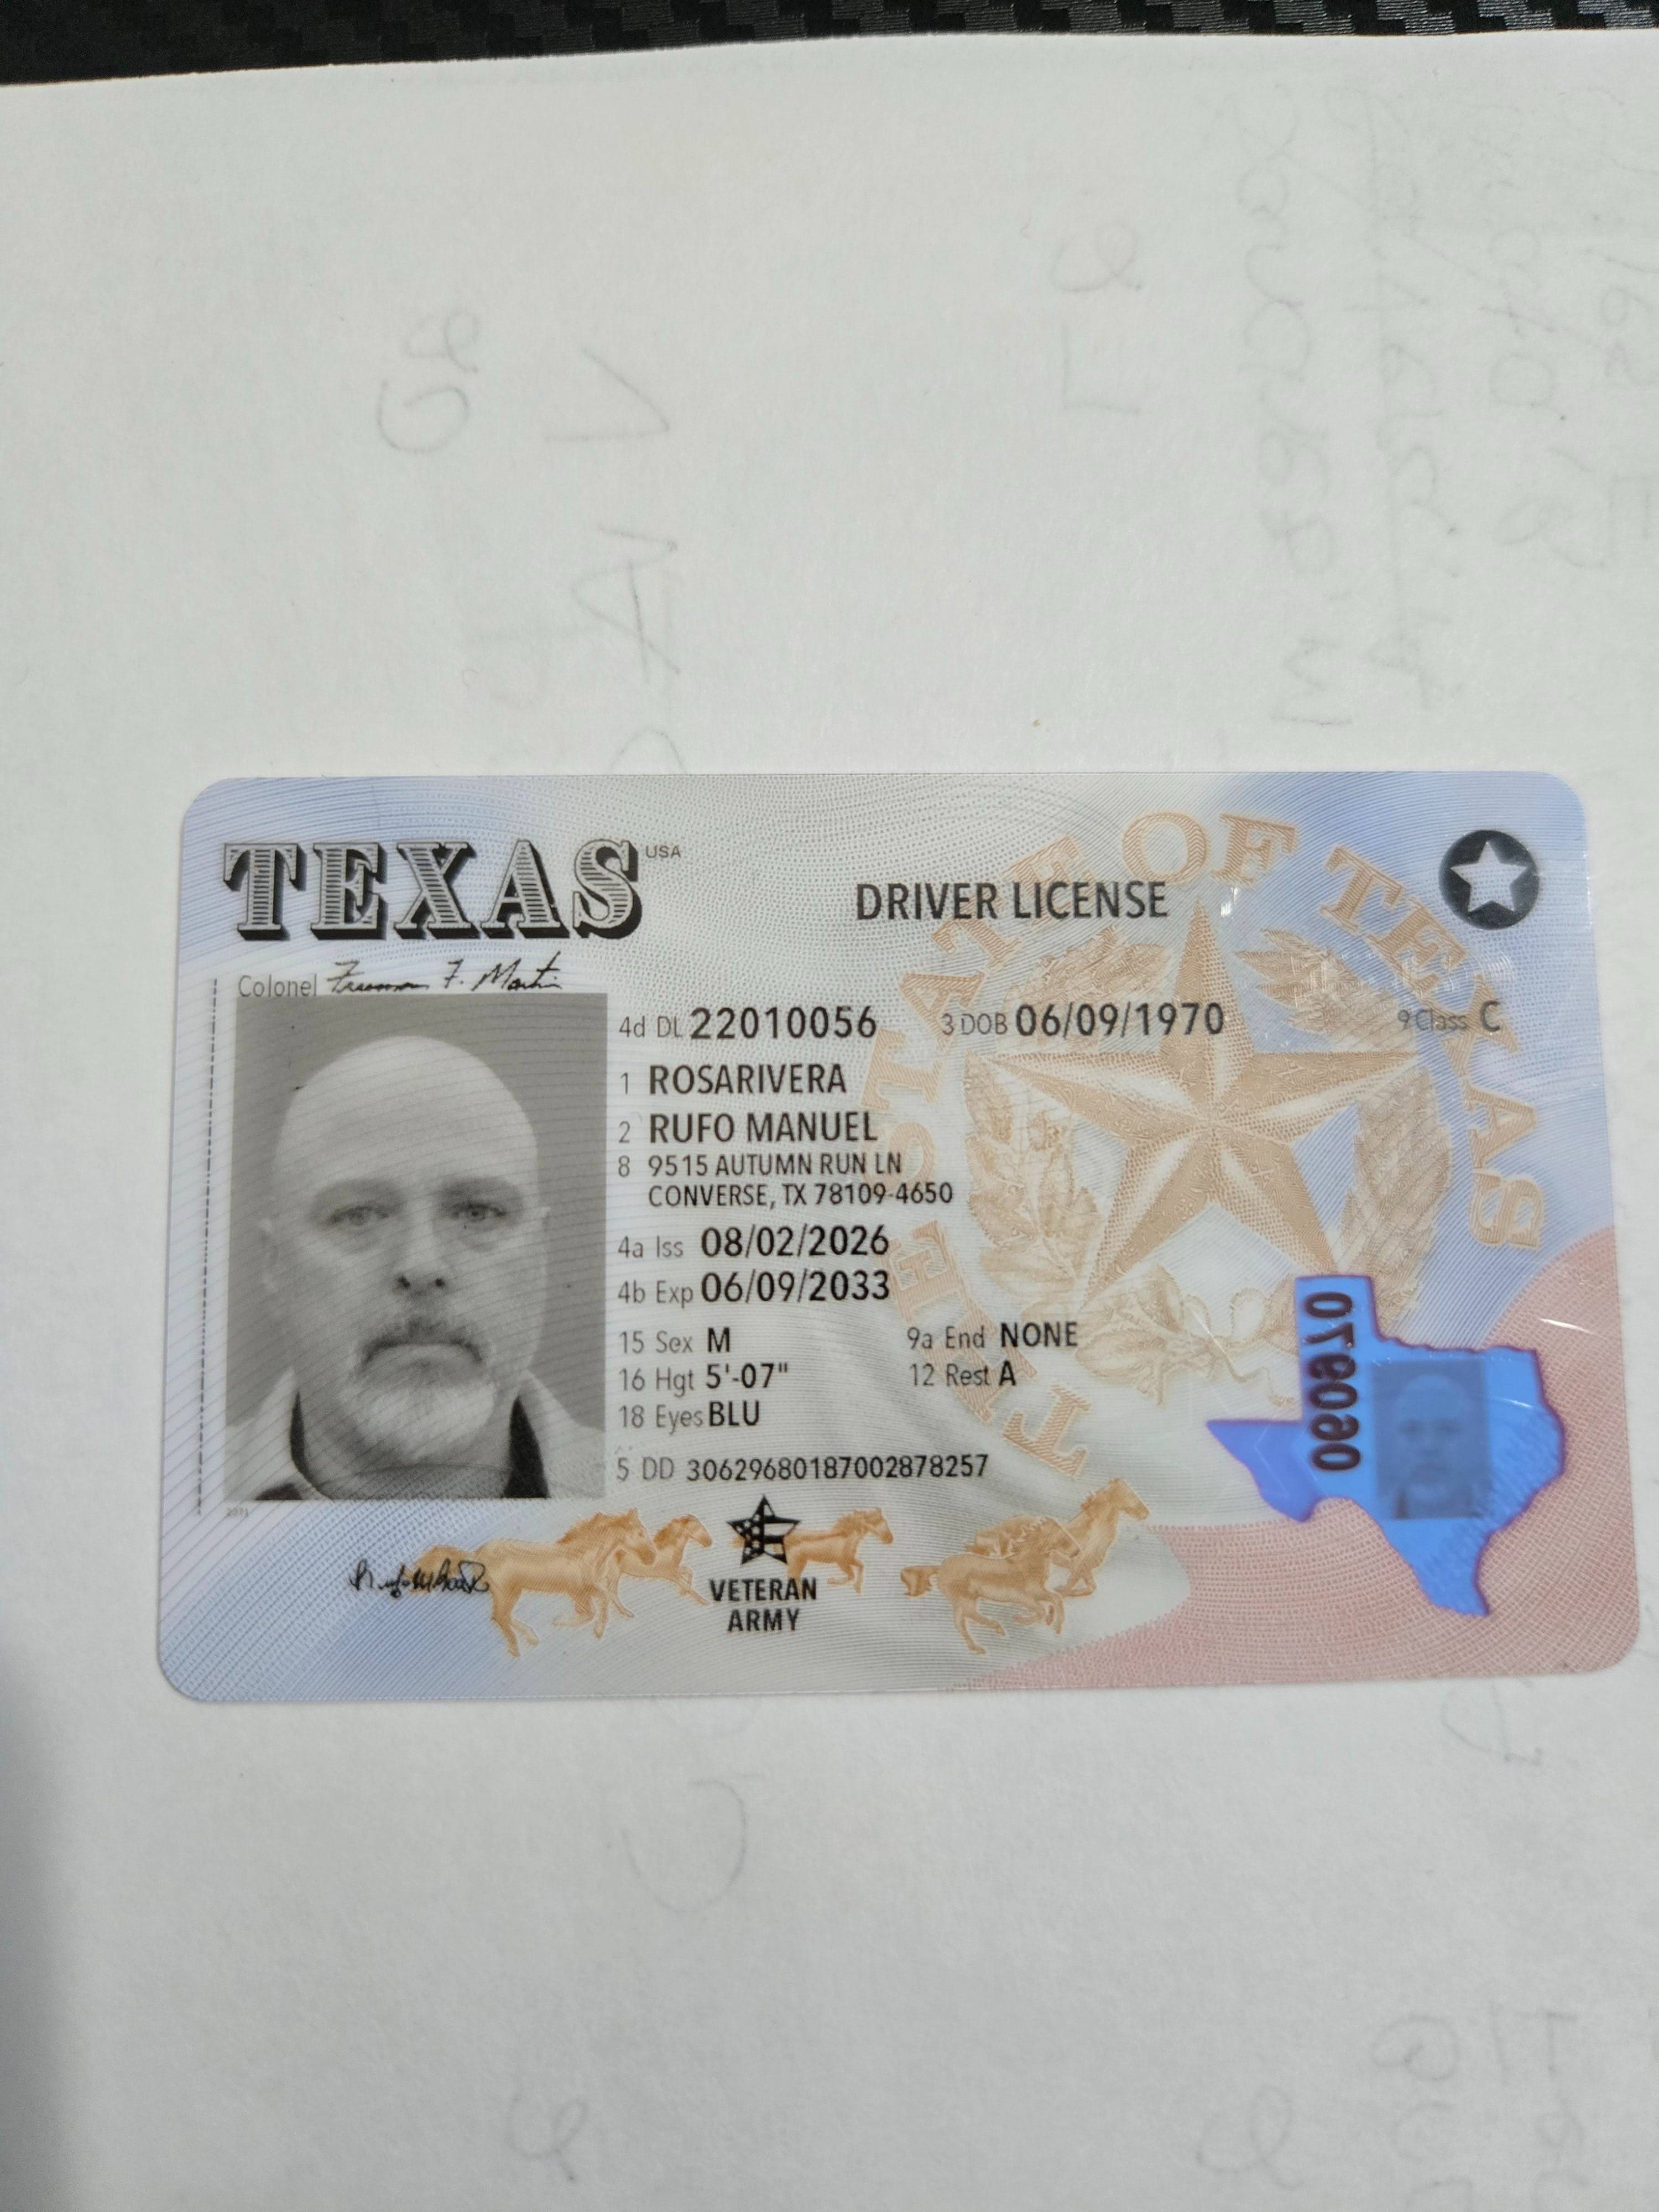 TEXAS USA
DRIVER LICENSE
Colonel Freeman F. Martin
4d DL 22010056 3 DOB 06/09/1970 9 Class C
1 ROSARIVERA
2 RUFO MANUEL
8 9515 AUTUMN RUN LN
CONVERSE, TX 78109-4650
4a Iss 08/02/2026
4b Exp 06/09/2033
15 Sex M 9a End NONE
16 Hgt 5'-07" 12 Rest A
18 Eyes BLU
5 DD 30629680187002878257
VETERAN
ARMY
THE STATE OF TEXAS